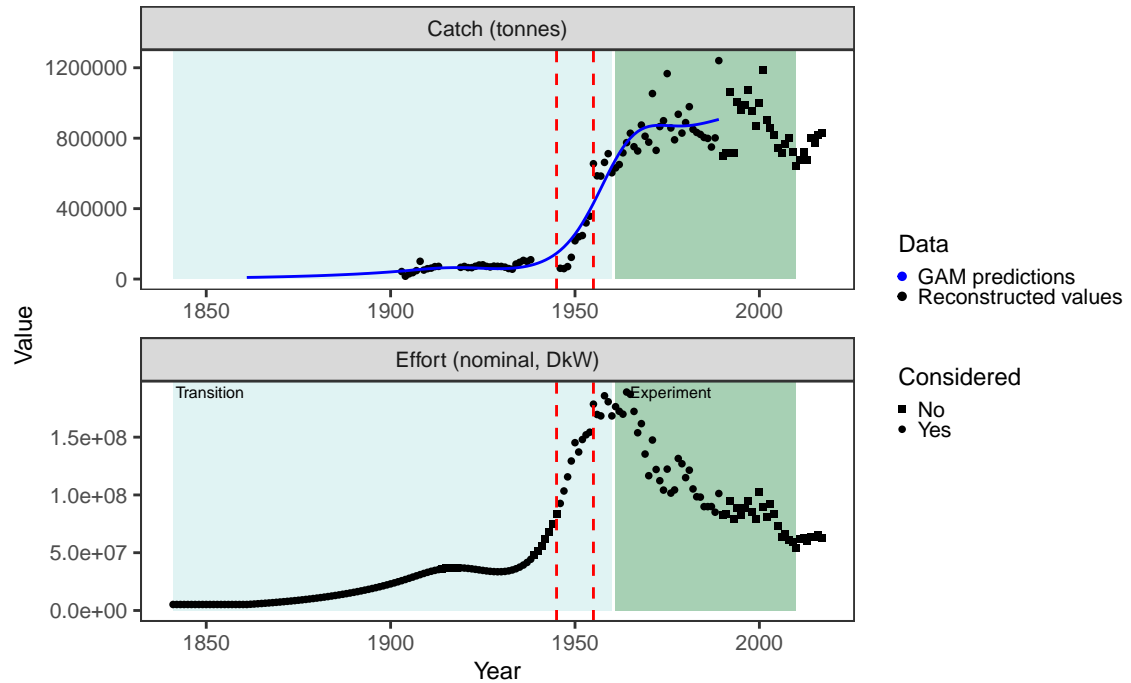 Catch (tonnes)
1200000
800000
400000
0
1850
1900
1950
2000
Value
Effort (nominal, DkW)
Transition
Experiment
1.5e+08
1.0e+08
5.0e+07
0.0e+00
1850
1900
1950
2000
Year
Data
GAM predictions
Reconstructed values
Considered
No
Yes